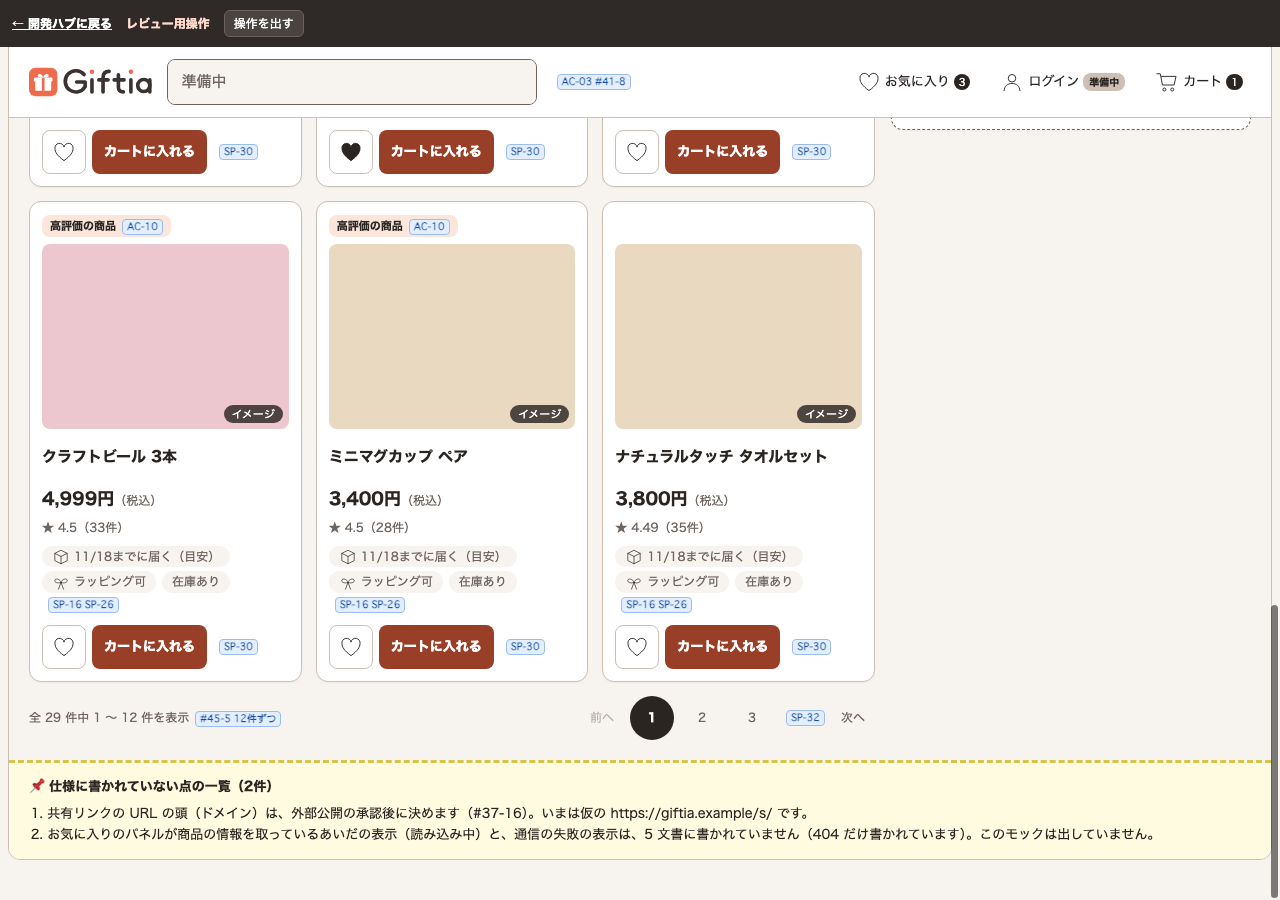 ← 開発ハブに戻る レビュー用操作 操作を出す
Giftia 準備中 AC-03 #41-8 お気に入り 3 ログイン 準備中 カート 1
カートに入れる SP-30 カートに入れる SP-30 カートに入れる SP-30
高評価の商品 AC-10 高評価の商品 AC-10
イメージ イメージ イメージ
クラフトビール 3本 ミニマグカップ ペア ナチュラルタッチ タオルセット
4,999円（税込） 3,400円（税込） 3,800円（税込）
★ 4.5（33件） ★ 4.5（28件） ★ 4.49（35件）
11/18までに届く（目安） 11/18までに届く（目安） 11/18までに届く（目安）
ラッピング可 在庫あり ラッピング可 在庫あり ラッピング可 在庫あり
SP-16 SP-26 SP-16 SP-26 SP-16 SP-26
カートに入れる SP-30 カートに入れる SP-30 カートに入れる SP-30
全 29 件中 1 〜 12 件を表示 #45-5 12件ずつ 前へ 1 2 3 SP-32 次へ
📌 仕様に書かれていない点の一覧（2件）
1. 共有リンクの URL の頭（ドメイン）は、外部公開の承認後に決めます（#37-16）。いまは仮の https://giftia.example/s/ です。
2. お気に入りのパネルが商品の情報を取っているあいだの表示（読み込み中）と、通信の失敗の表示は、5 文書に書かれていません（404 だけ書かれています）。このモックは出していません。